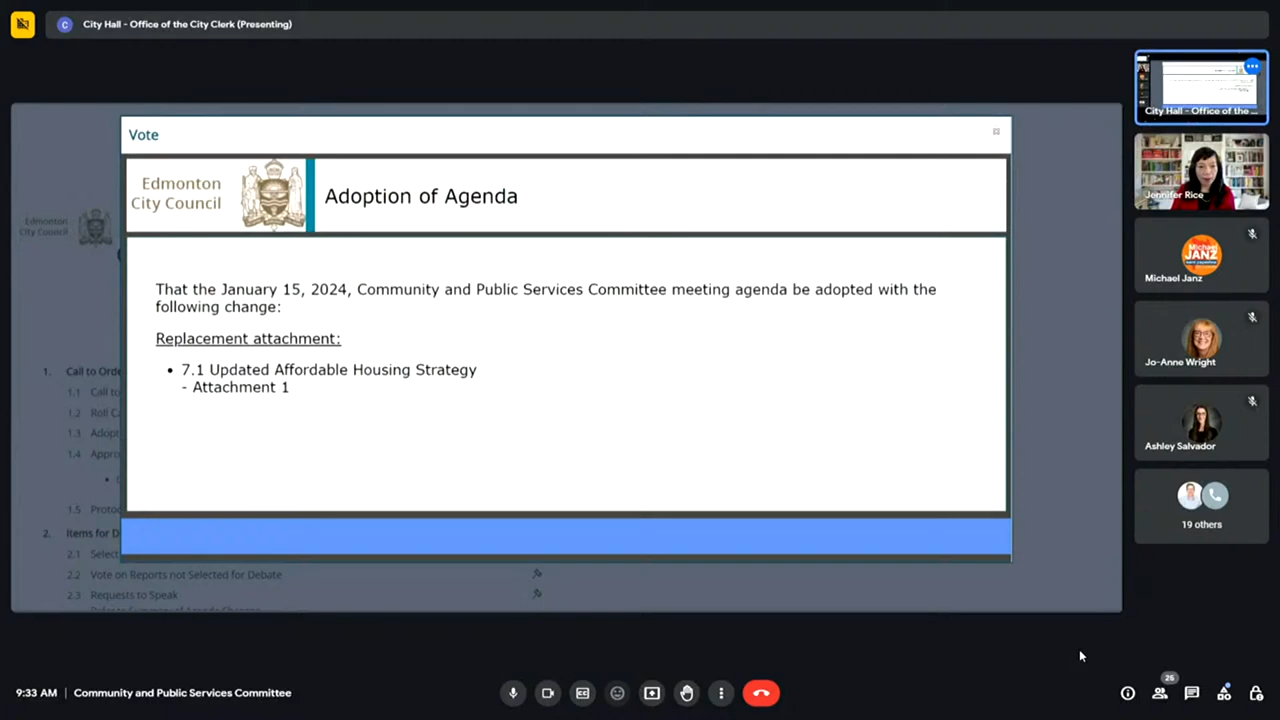 City Hall - Office of the City Clerk (Presenting)
Vote
Edmonton
City Council
Adoption of Agenda
That the January 15, 2024, Community and Public Services Committee meeting agenda be adopted with the
following change:
Replacement attachment:
• 7.1 Updated Affordable Housing Strategy
- Attachment 1
Edmonton
City Council
1. Call to Orde
1.1 Call to
1.2 Roll Ca
1.3 Adopt
1.4 Appro
1.5 Protoc
2. Items for D
2.1 Select
2.2 Vote on Reports not Selected for Debate
2.3 Requests to Speak
City Hall - Office of the ...
Jennifer Rice
Michael
JANZ
Michael Janz
Jo-Anne Wright
Ashley Salvador
19 others
9:33 AM | Community and Public Services Committee
25